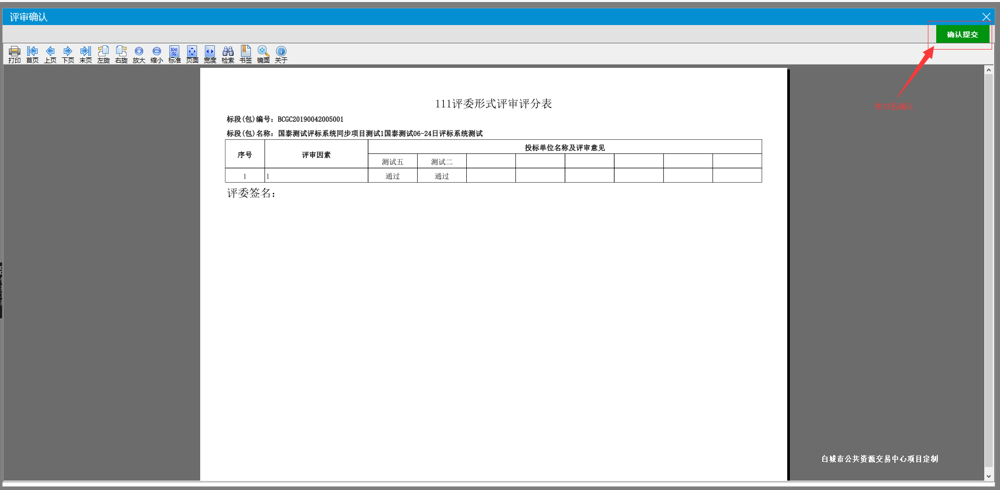 评审确认
确认提交
打印 首页 上页 下页 末页 左旋 右旋 放大 缩小 标准 页面 宽度 检索 书签 镜面 关于
111评委形式评审评分表
标段(包)编号：BCGC20190042005001
标段(包)名称：国泰测试评标系统同步项目测试1国泰测试06-24日评标系统测试
序号 评审因素 投标单位名称及评审意见
测试五 测试二
1 1 通过 通过
评委签名：
白城市公共资源交易中心项目定制